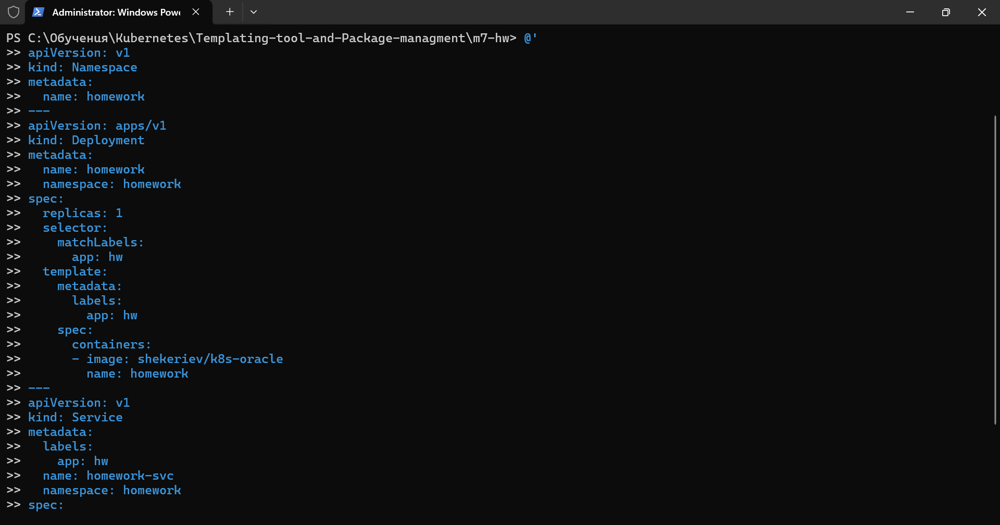 Administrator: Windows Powe
PS C:\Обучения\Kubernetes\Templating-tool-and-Package-managment\m7-hw> @'
>> apiVersion: v1
>> kind: Namespace
>> metadata:
>>   name: homework
>> ---
>> apiVersion: apps/v1
>> kind: Deployment
>> metadata:
>>   name: homework
>>   namespace: homework
>> spec:
>>   replicas: 1
>>   selector:
>>     matchLabels:
>>       app: hw
>>   template:
>>     metadata:
>>       labels:
>>         app: hw
>>     spec:
>>       containers:
>>       - image: shekeriev/k8s-oracle
>>         name: homework
>> ---
>> apiVersion: v1
>> kind: Service
>> metadata:
>>   labels:
>>     app: hw
>>   name: homework-svc
>>   namespace: homework
>> spec: